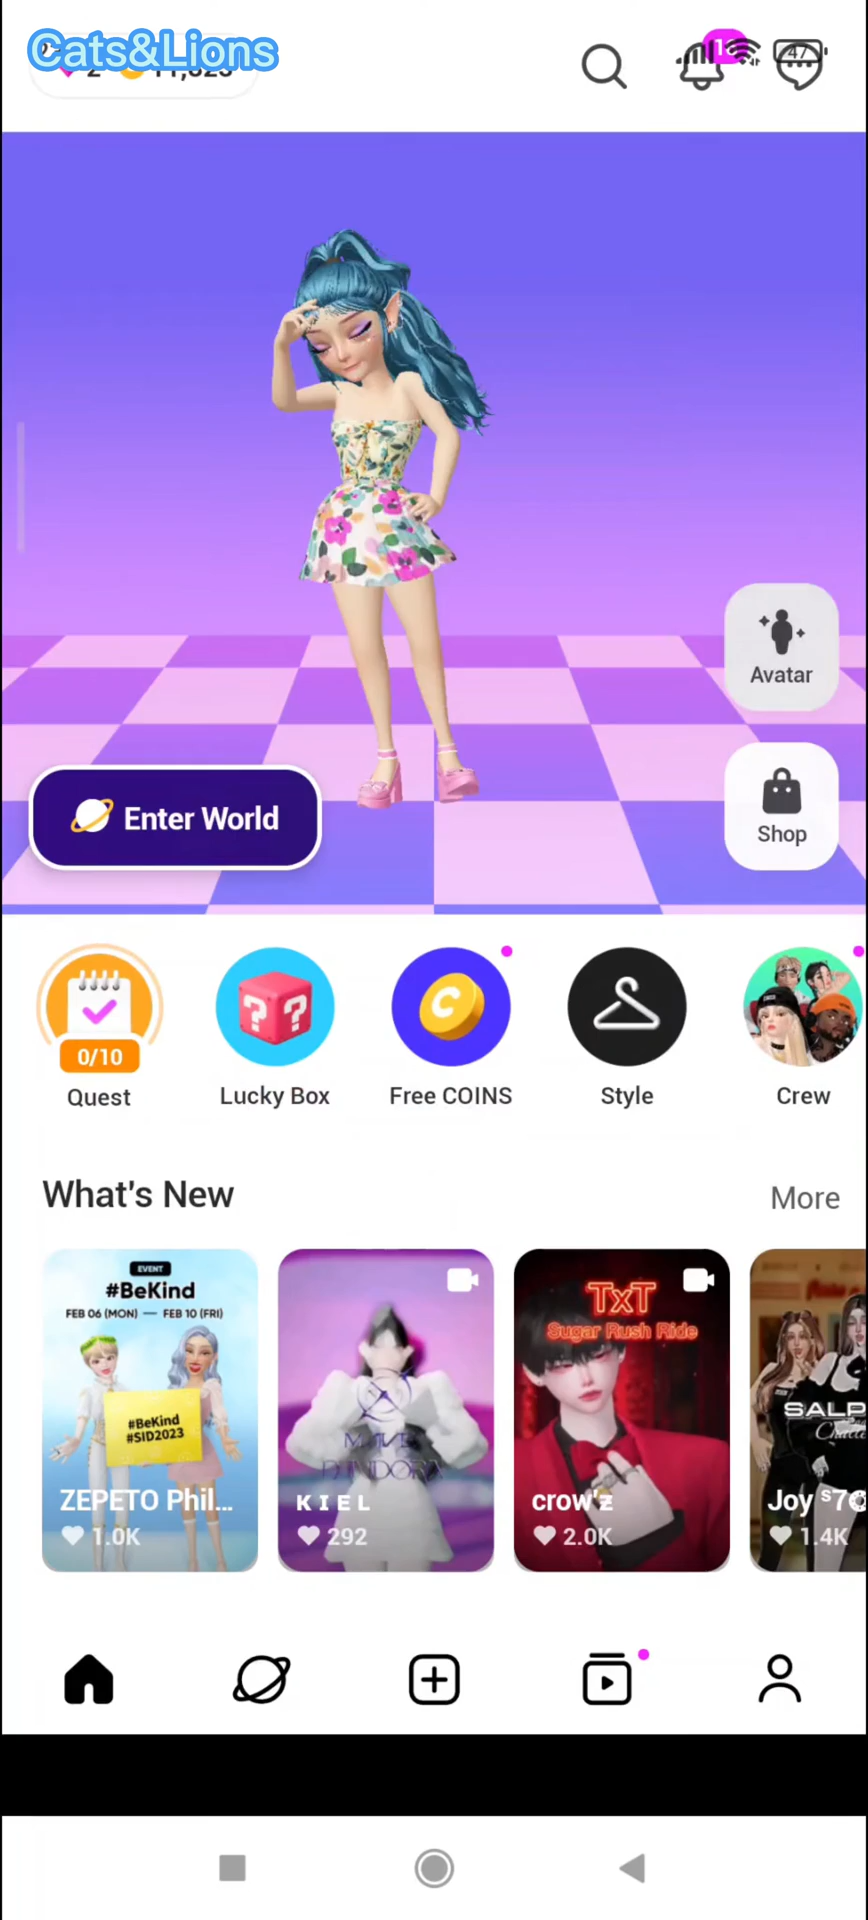 Cats&Lions
47
Avatar
Enter World
Shop
0/10
Quest
Lucky Box
Free COINS
Style
Crew
What's New
More
EVENT
#BeKind
FEB 06 (MON) — FEB 10 (FRI)
#BeKind
#SID2023
ZEPETO Phil...
1.0K
KIEL
292
TxT
Sugar Rush Ride
crow'z
2.0K
SALP
Joy
1.4K